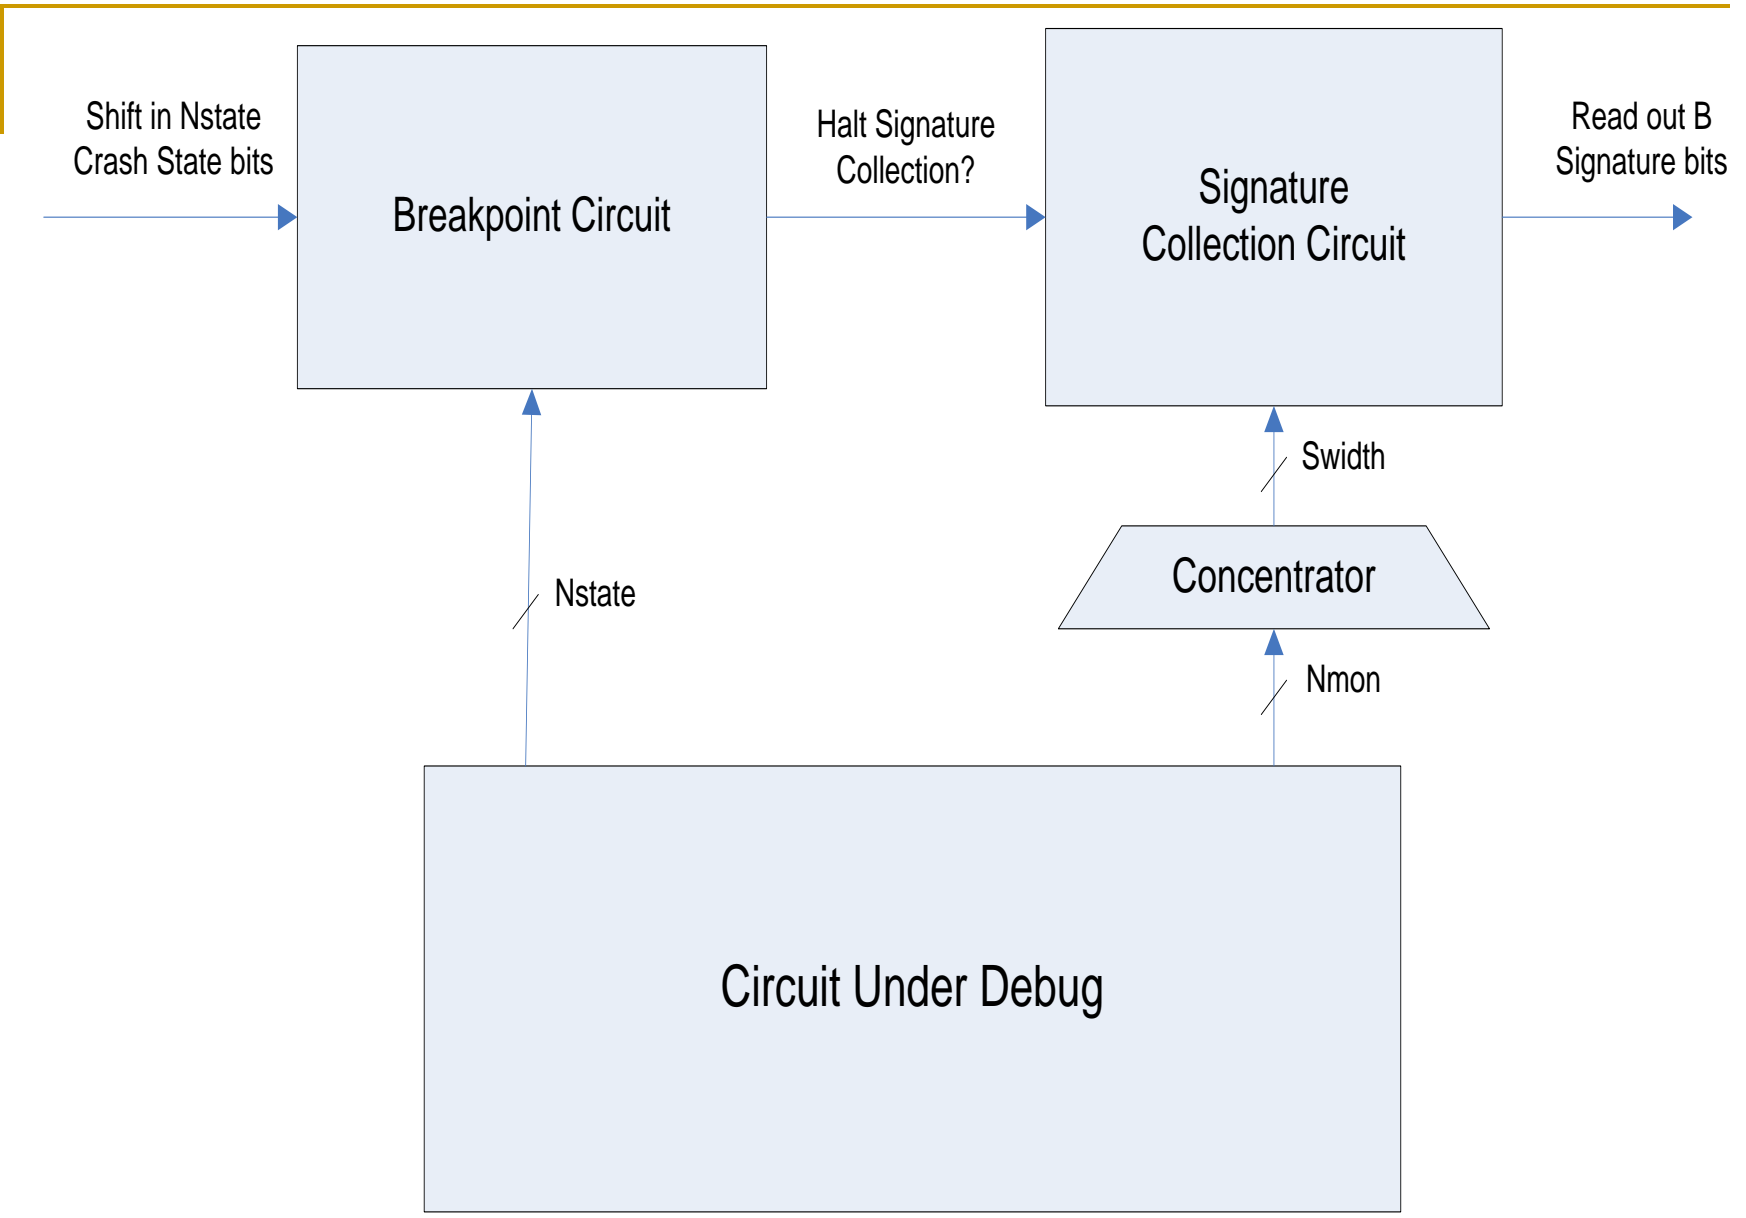 Shift in Nstate
Crash State bits
Breakpoint Circuit
Halt Signature
Collection?
Signature
Collection Circuit
Read out B
Signature bits
Swidth
Concentrator
Nstate
Nmon
Circuit Under Debug